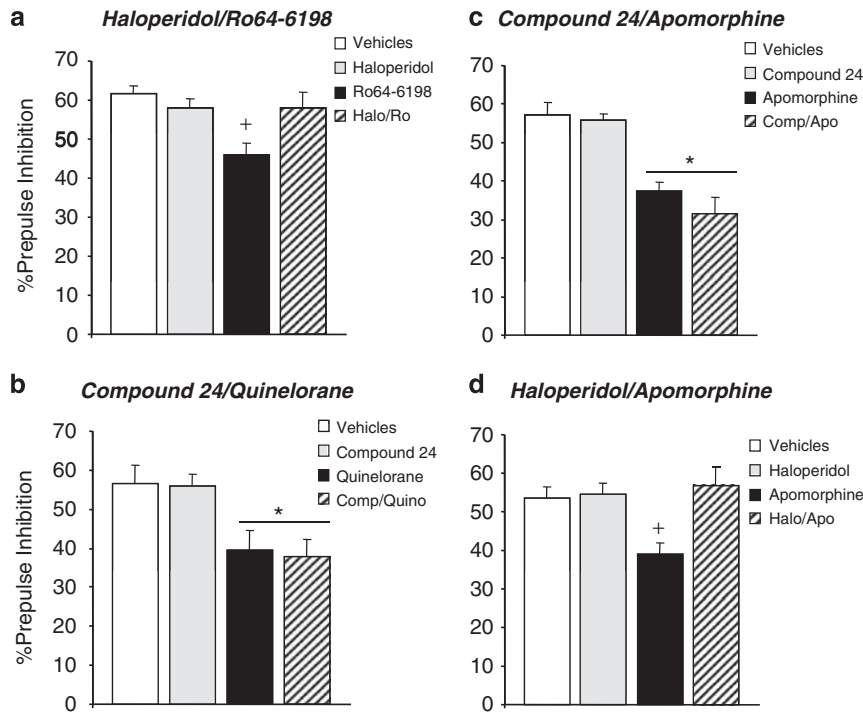 a
Haloperidol/Ro64-6198
%Prepulse Inhibition
70
60
50
40
30
20
10
0
Vehicles
Haloperidol
Ro64-6198
Halo/Ro
+
b
Compound 24/Quinelorane
%Prepulse Inhibition
70
60
50
40
30
20
10
0
Vehicles
Compound 24
Quinelorane
Comp/Quino
*
c
Compound 24/Apomorphine
70
60
50
40
30
20
10
0
Vehicles
Compound 24
Apomorphine
Comp/Apo
*
d
Haloperidol/Apomorphine
70
60
50
40
30
20
10
0
Vehicles
Haloperidol
Apomorphine
Halo/Apo
+